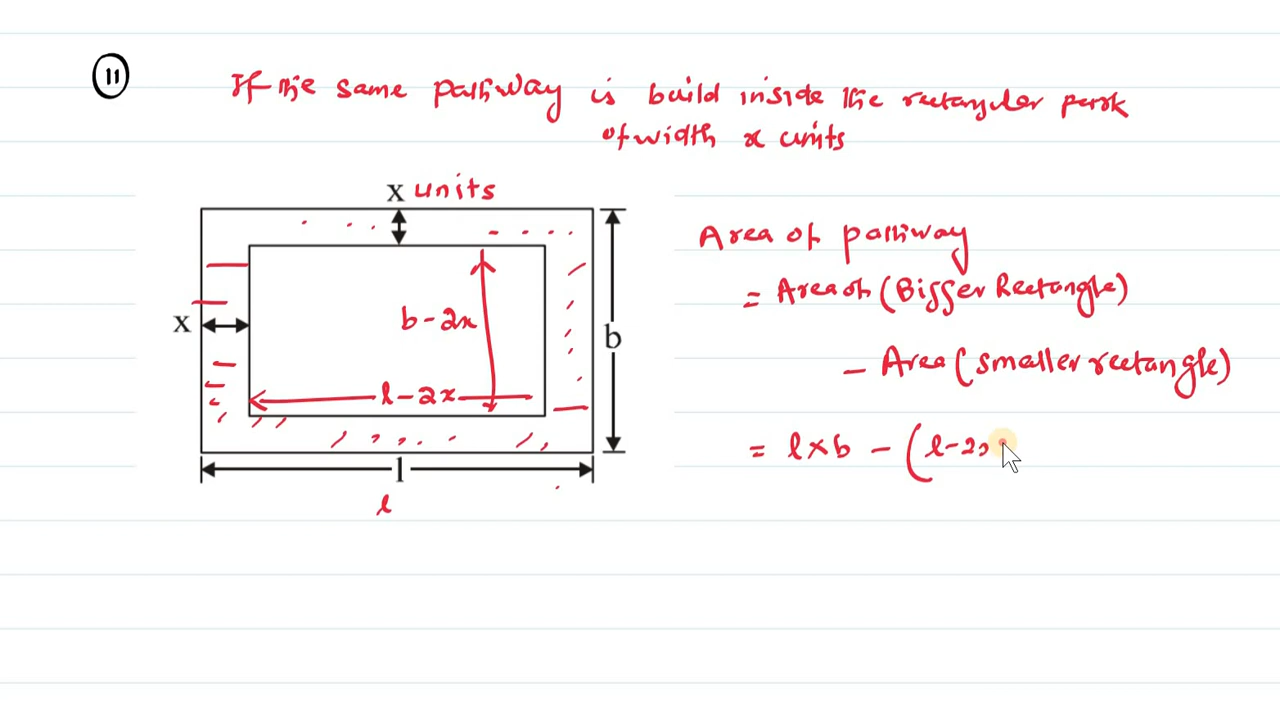 11 If the same pathway is build inside the rectangular park
of width x units
x units
Area of pathway
= Area of (Bigger Rectangle)
b-2x
x
b
- Area (smaller rectangle)
l-2x
= l×b - (l-2x
l
l